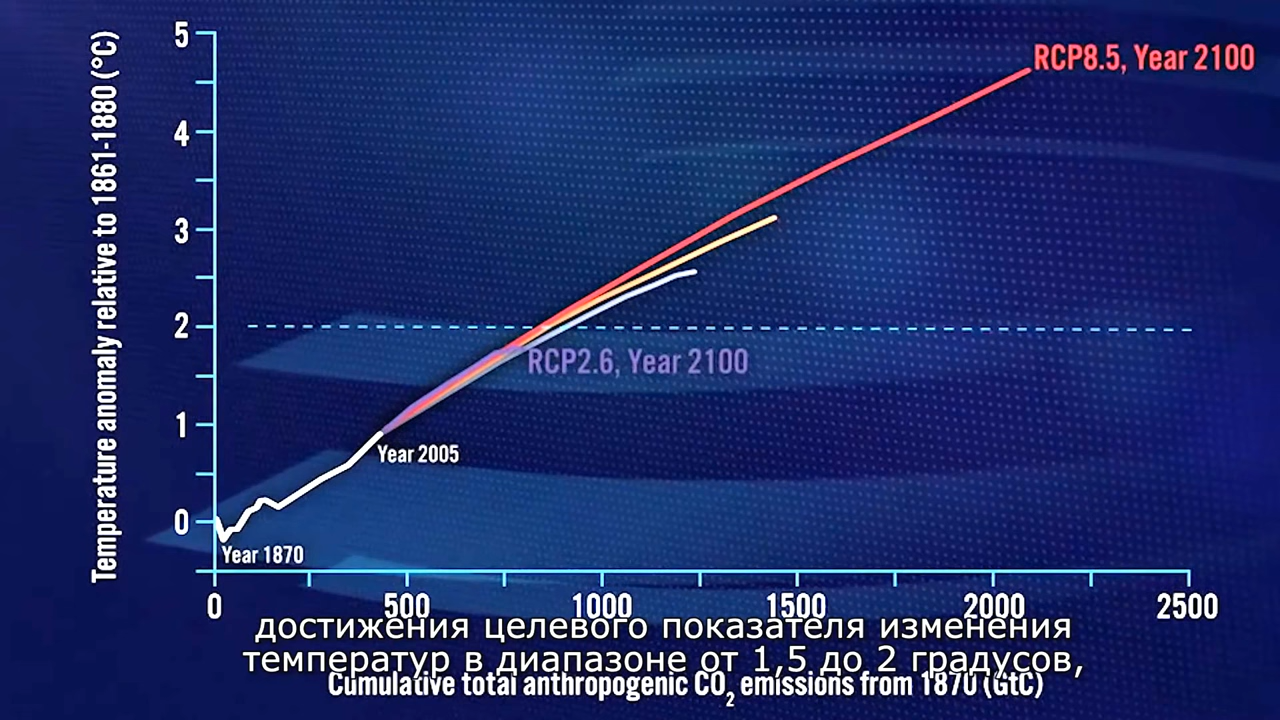 Temperature anomaly relative to 1861-1880 (°C)
5
4
3
2
1
0
RCP8.5, Year 2100
RCP2.6, Year 2100
Year 2005
Year 1870
0 500 1000 1500 2000 2500
достижения целевого показателя изменения
температур в диапазоне от 1,5 до 2 градусов,
Cumulative total anthropogenic CO₂ emissions from 1870 (GtC)